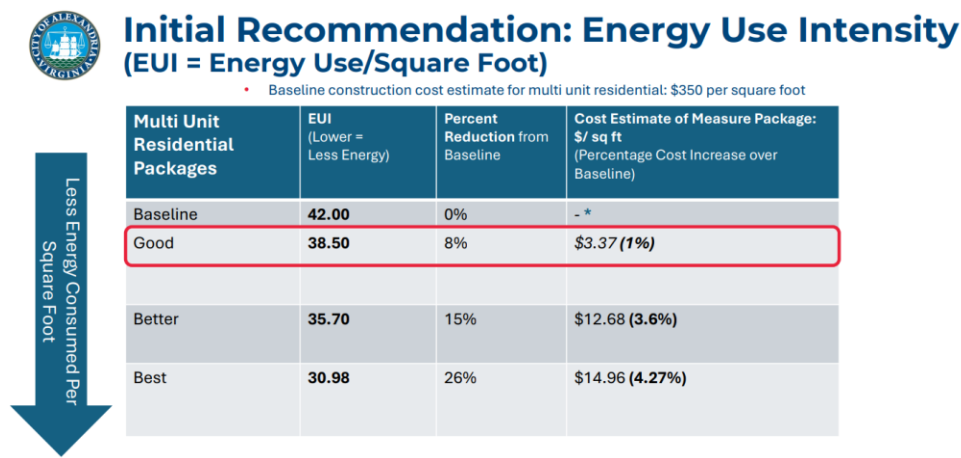 CITY OF ALEXANDRIA
VIRGINIA
Initial Recommendation: Energy Use Intensity
(EUI = Energy Use/Square Foot)
• Baseline construction cost estimate for multi unit residential: $350 per square foot
Multi Unit
Residential
Packages
EUI
(Lower =
Less Energy)
Percent
Reduction from
Baseline
Cost Estimate of Measure Package:
$/ sq ft
(Percentage Cost Increase over
Baseline)
Baseline 42.00 0% - *
Good 38.50 8% $3.37 (1%)
Better 35.70 15% $12.68 (3.6%)
Best 30.98 26% $14.96 (4.27%)
Less Energy Consumed Per
Square Foot